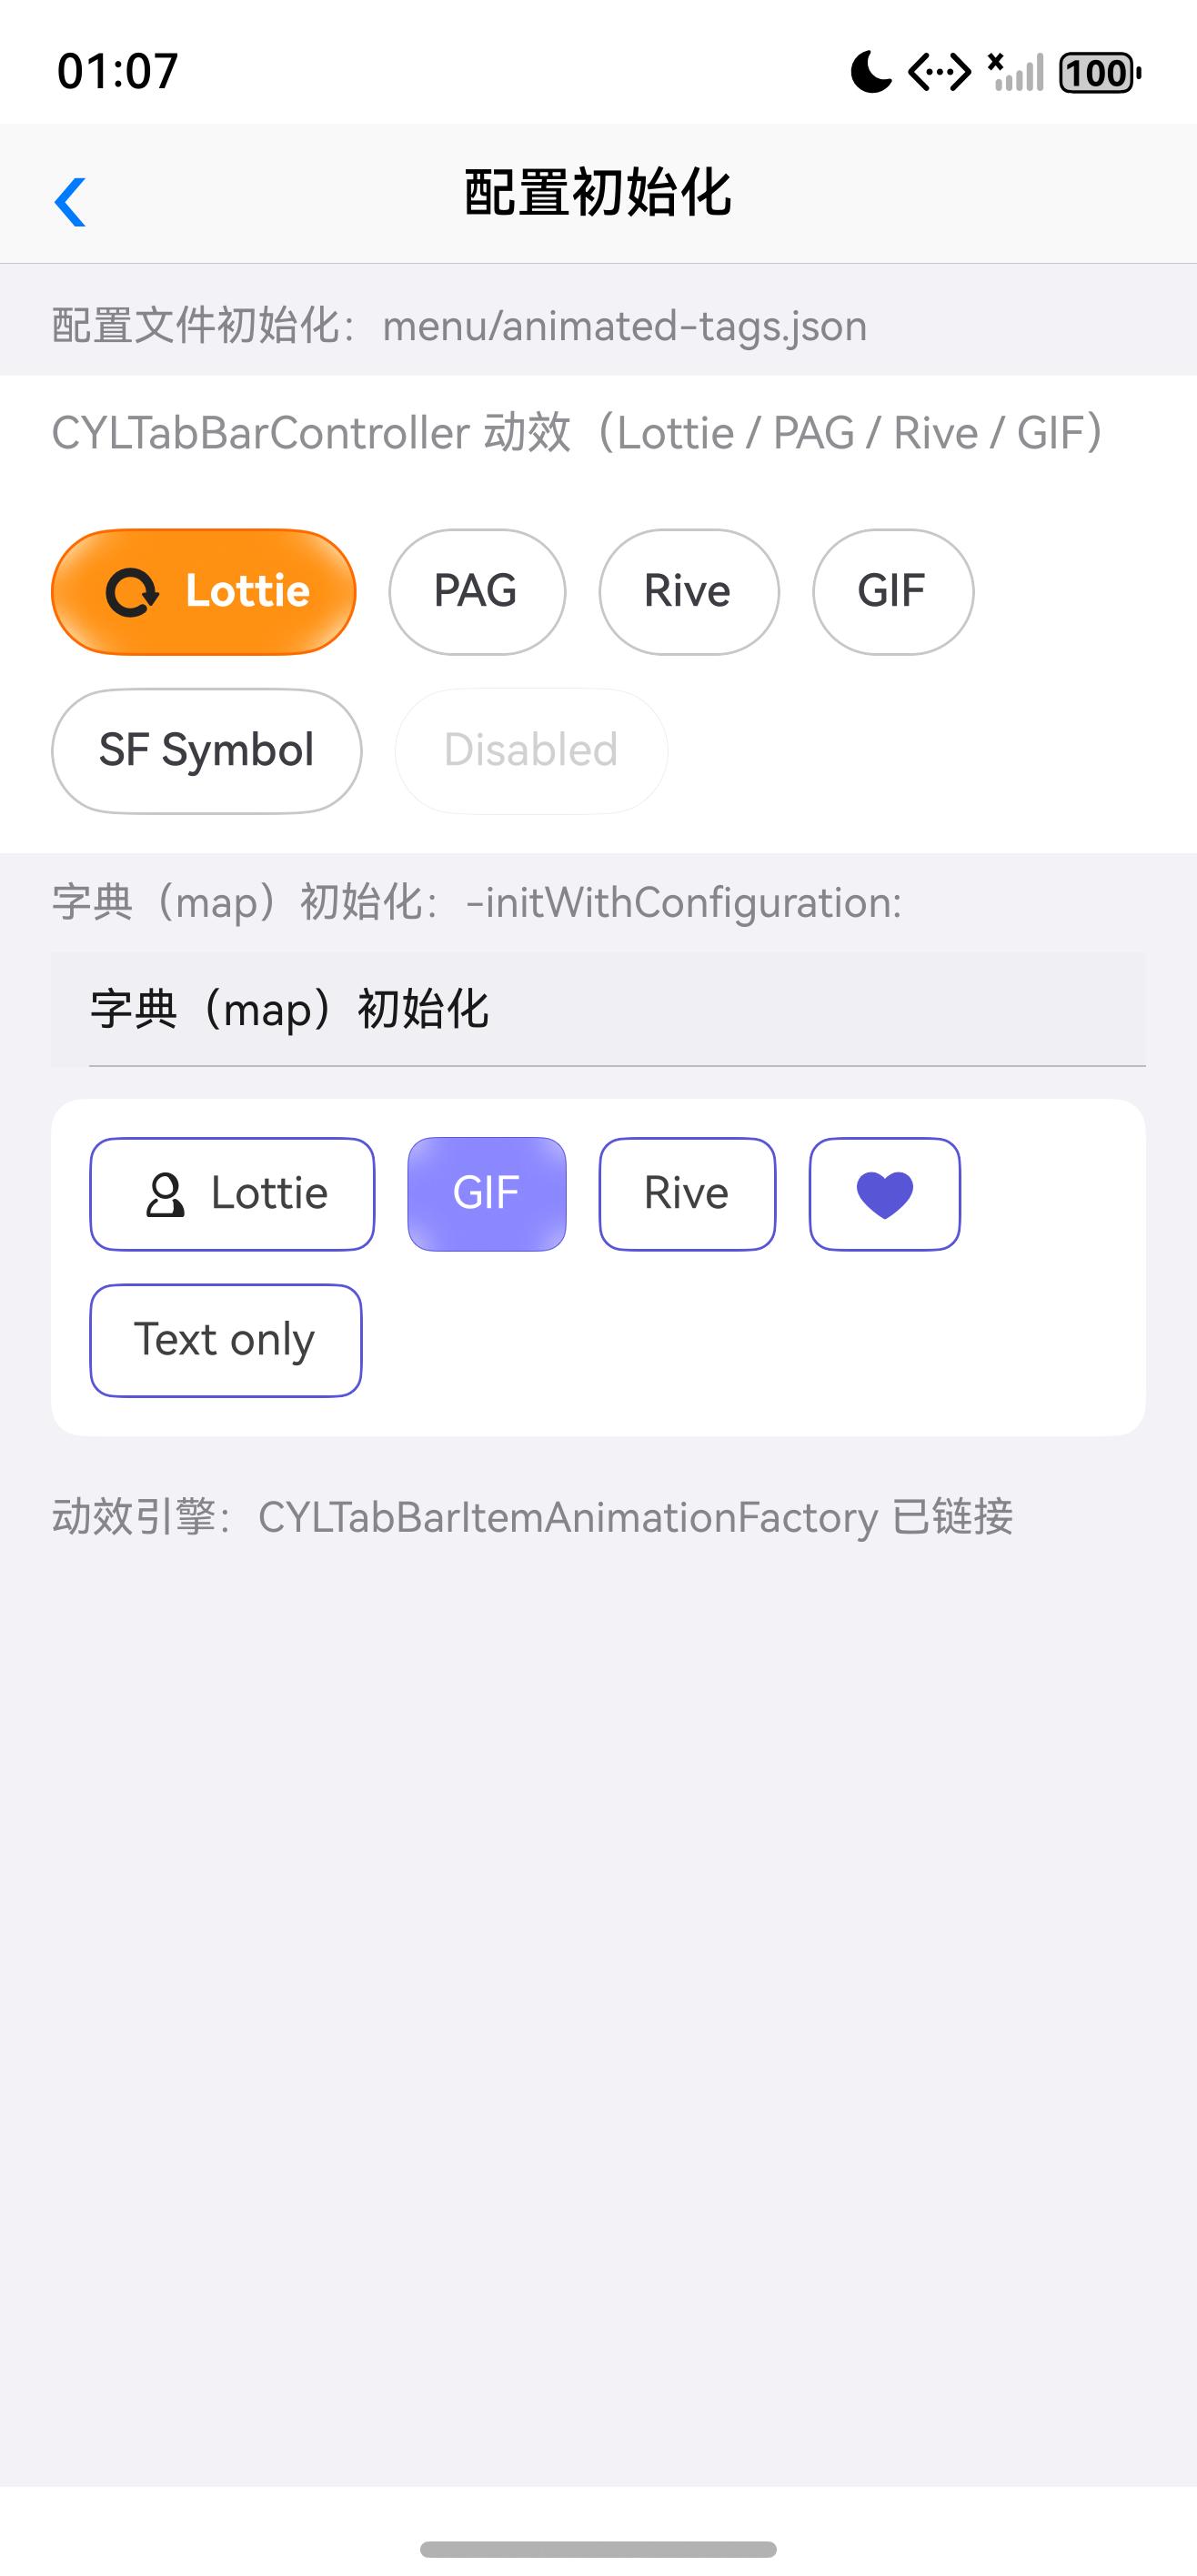 01:07
100
配置初始化
配置文件初始化：menu/animated-tags.json
CYLTabBarController 动效（Lottie / PAG / Rive / GIF）
Lottie PAG Rive GIF
SF Symbol Disabled
字典（map）初始化：-initWithConfiguration:
字典（map）初始化
Lottie GIF Rive
Text only
动效引擎：CYLTabBarItemAnimationFactory 已链接